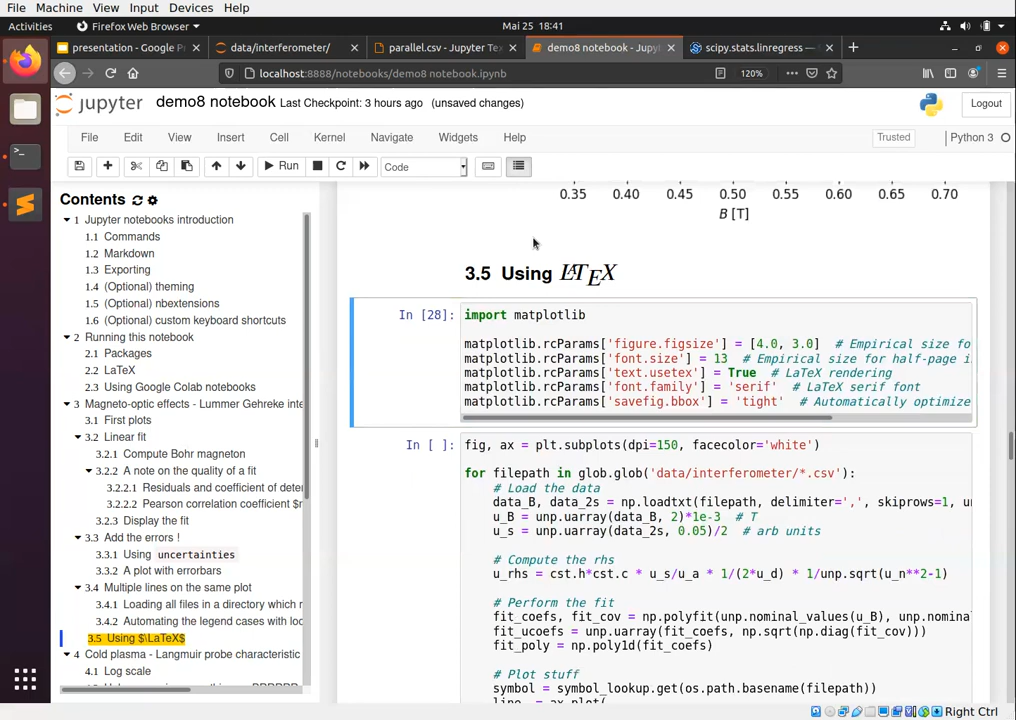 File Machine View Input Devices Help
Activities Firefox Web Browser Mai 25 18:41
presentation - Google P data/interferometer/ parallel.csv - Jupyter Te demo8 notebook - Jupy scipy.stats.linregress —
localhost:8888/notebooks/demo8 notebook.ipynb 120%
jupyter demo8 notebook Last Checkpoint: 3 hours ago (unsaved changes) Logout
File Edit View Insert Cell Kernel Navigate Widgets Help Trusted Python 3
Run Code
Contents
1 Jupyter notebooks introduction
1.1 Commands
1.2 Markdown
1.3 Exporting
1.4 (Optional) theming
1.5 (Optional) nbextensions
1.6 (Optional) custom keyboard shortcuts
2 Running this notebook
2.1 Packages
2.2 LaTeX
2.3 Using Google Colab notebooks
3 Magneto-optic effects - Lummer Gehreke inte
3.1 First plots
3.2 Linear fit
3.2.1 Compute Bohr magneton
3.2.2 A note on the quality of a fit
3.2.2.1 Residuals and coefficient of deter
3.2.2.2 Pearson correlation coefficient $r
3.2.3 Display the fit
3.3 Add the errors !
3.3.1 Using uncertainties
3.3.2 A plot with errorbars
3.4 Multiple lines on the same plot
3.4.1 Loading all files in a directory which r
3.4.2 Automating the legend cases with loo
3.5 Using $\LaTeX$
4 Cold plasma - Langmuir probe characteristic
4.1 Log scale
0.35 0.40 0.45 0.50 0.55 0.60 0.65 0.70
B [T]
3.5 Using LATEX
In [28]: import matplotlib
matplotlib.rcParams['figure.figsize'] = [4.0, 3.0] # Empirical size fo
matplotlib.rcParams['font.size'] = 13 # Empirical size for half-page i
matplotlib.rcParams['text.usetex'] = True # LaTeX rendering
matplotlib.rcParams['font.family'] = 'serif' # LaTeX serif font
matplotlib.rcParams['savefig.bbox'] = 'tight' # Automatically optimize
In [ ]: fig, ax = plt.subplots(dpi=150, facecolor='white')
for filepath in glob.glob('data/interferometer/*.csv'):
# Load the data
data_B, data_2s = np.loadtxt(filepath, delimiter=',', skiprows=1, un
u_B = unp.uarray(data_B, 2)*1e-3 # T
u_s = unp.uarray(data_2s, 0.05)/2 # arb units
# Compute the rhs
u_rhs = cst.h*cst.c * u_s/u_a * 1/(2*u_d) * 1/unp.sqrt(u_n**2-1)
# Perform the fit
fit_coefs, fit_cov = np.polyfit(unp.nominal_values(u_B), unp.nominal
fit_ucoefs = unp.uarray(fit_coefs, np.sqrt(np.diag(fit_cov)))
fit_poly = np.poly1d(fit_coefs)
# Plot stuff
symbol = symbol_lookup.get(os.path.basename(filepath))
line, = ax.plot(
Right Ctrl